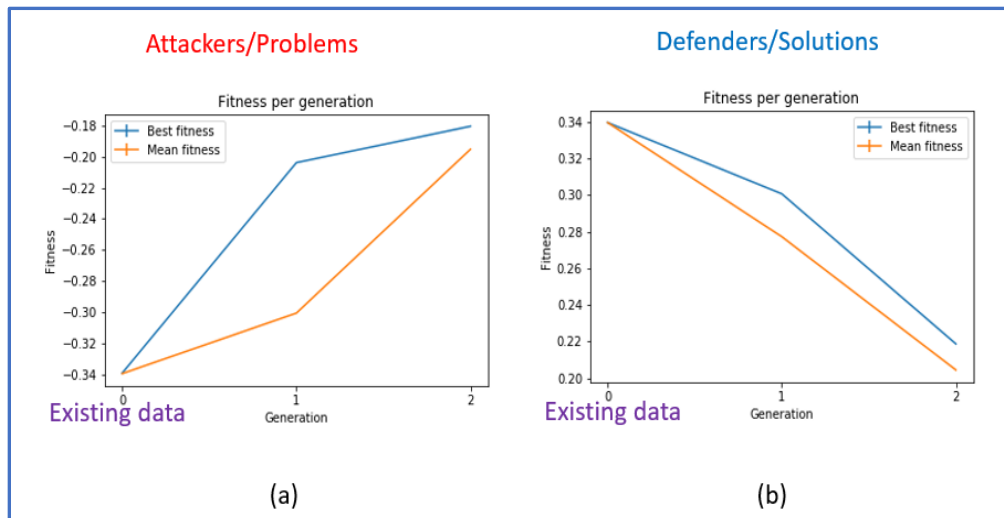 Attackers/Problems
Fitness per generation
Best fitness
Mean fitness
−0.18
−0.20
−0.22
−0.24
−0.26
−0.28
−0.30
−0.32
−0.34
Fitness
0
1
2
Generation
Existing data
(a)
Defenders/Solutions
Fitness per generation
Best fitness
Mean fitness
0.34
0.32
0.30
0.28
0.26
0.24
0.22
0.20
Fitness
0
1
2
Generation
Existing data
(b)